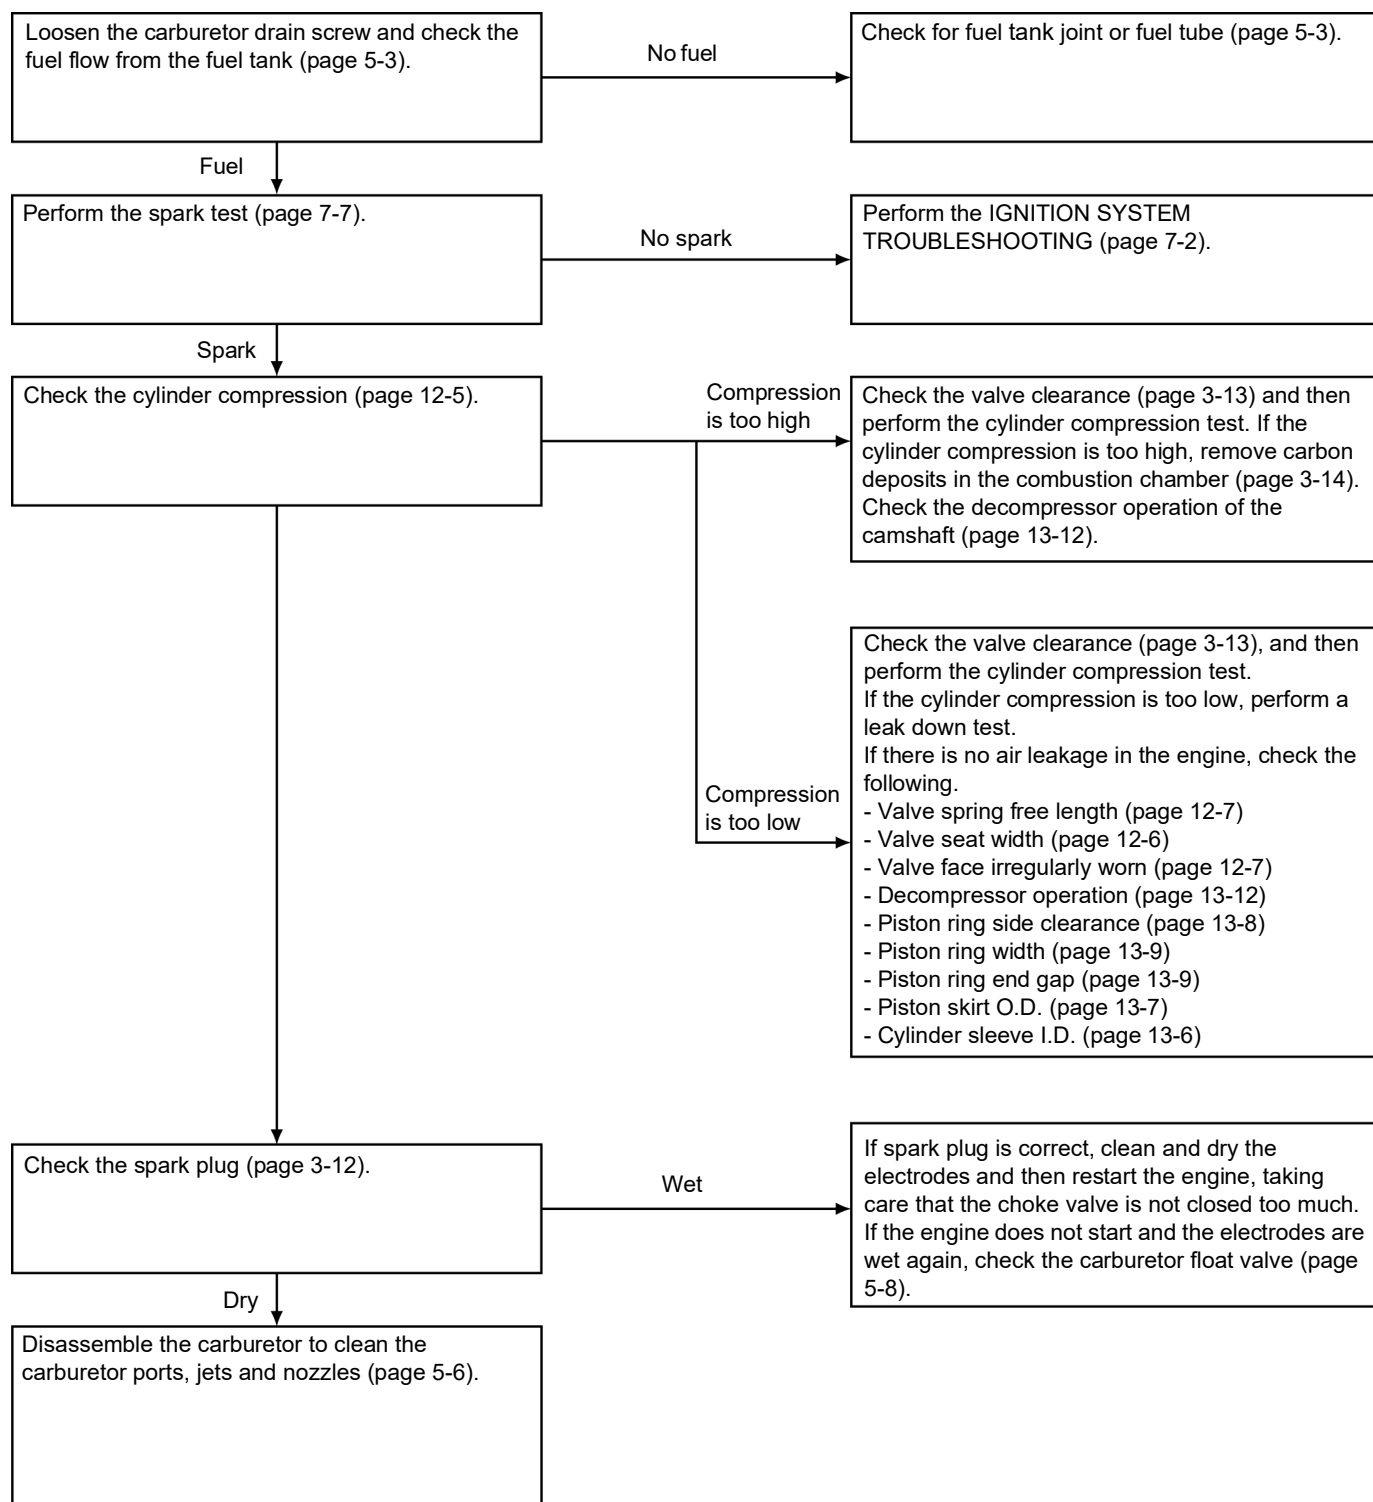 Loosen the carburetor drain screw and check the
fuel flow from the fuel tank (page 5-3).
No fuel
Check for fuel tank joint or fuel tube (page 5-3).
Fuel
Perform the spark test (page 7-7).
No spark
Perform the IGNITION SYSTEM
TROUBLESHOOTING (page 7-2).
Spark
Check the cylinder compression (page 12-5).
Compression
is too high
Check the valve clearance (page 3-13) and then
perform the cylinder compression test. If the
cylinder compression is too high, remove carbon
deposits in the combustion chamber (page 3-14).
Check the decompressor operation of the
camshaft (page 13-12).
Compression
is too low
Check the valve clearance (page 3-13), and then
perform the cylinder compression test.
If the cylinder compression is too low, perform a
leak down test.
If there is no air leakage in the engine, check the
following.
- Valve spring free length (page 12-7)
- Valve seat width (page 12-6)
- Valve face irregularly worn (page 12-7)
- Decompressor operation (page 13-12)
- Piston ring side clearance (page 13-8)
- Piston ring width (page 13-9)
- Piston ring end gap (page 13-9)
- Piston skirt O.D. (page 13-7)
- Cylinder sleeve I.D. (page 13-6)
Check the spark plug (page 3-12).
Wet
If spark plug is correct, clean and dry the
electrodes and then restart the engine, taking
care that the choke valve is not closed too much.
If the engine does not start and the electrodes are
wet again, check the carburetor float valve (page
5-8).
Dry
Disassemble the carburetor to clean the
carburetor ports, jets and nozzles (page 5-6).